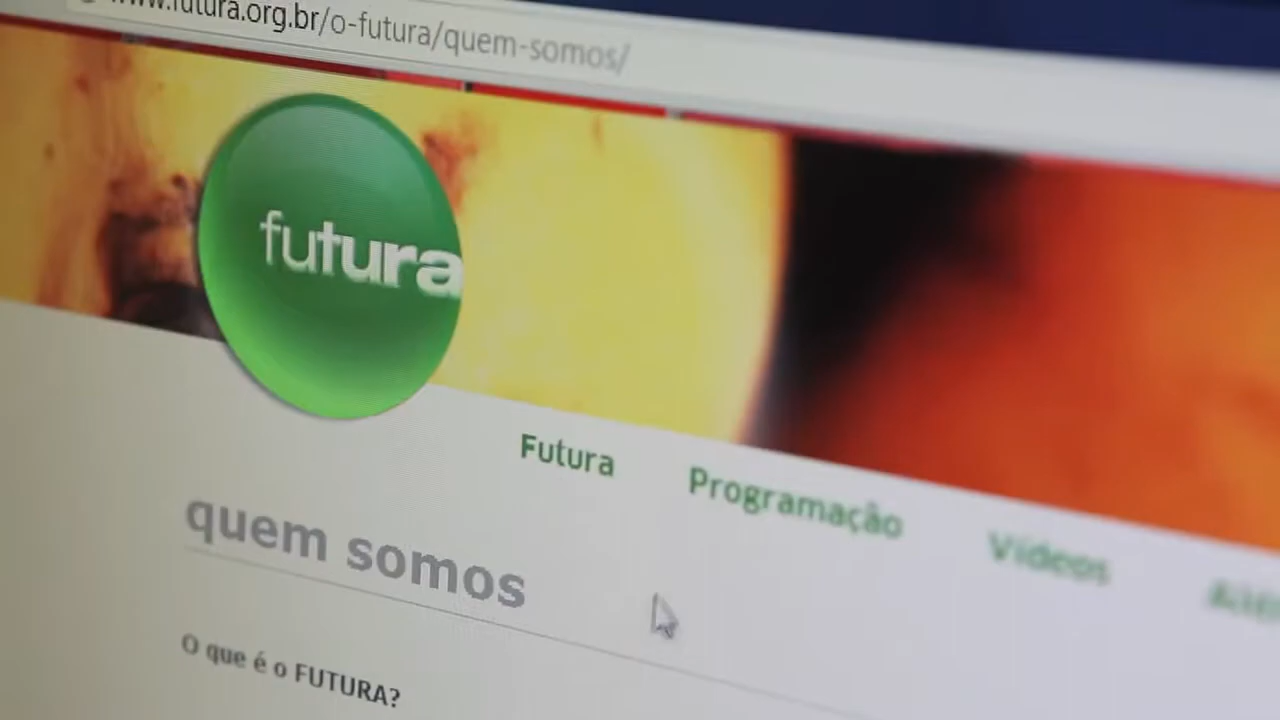 www.futura.org.br/o-futura/quem-somos/
futura
Futura Programação Vídeos
quem somos
O que é o FUTURA?